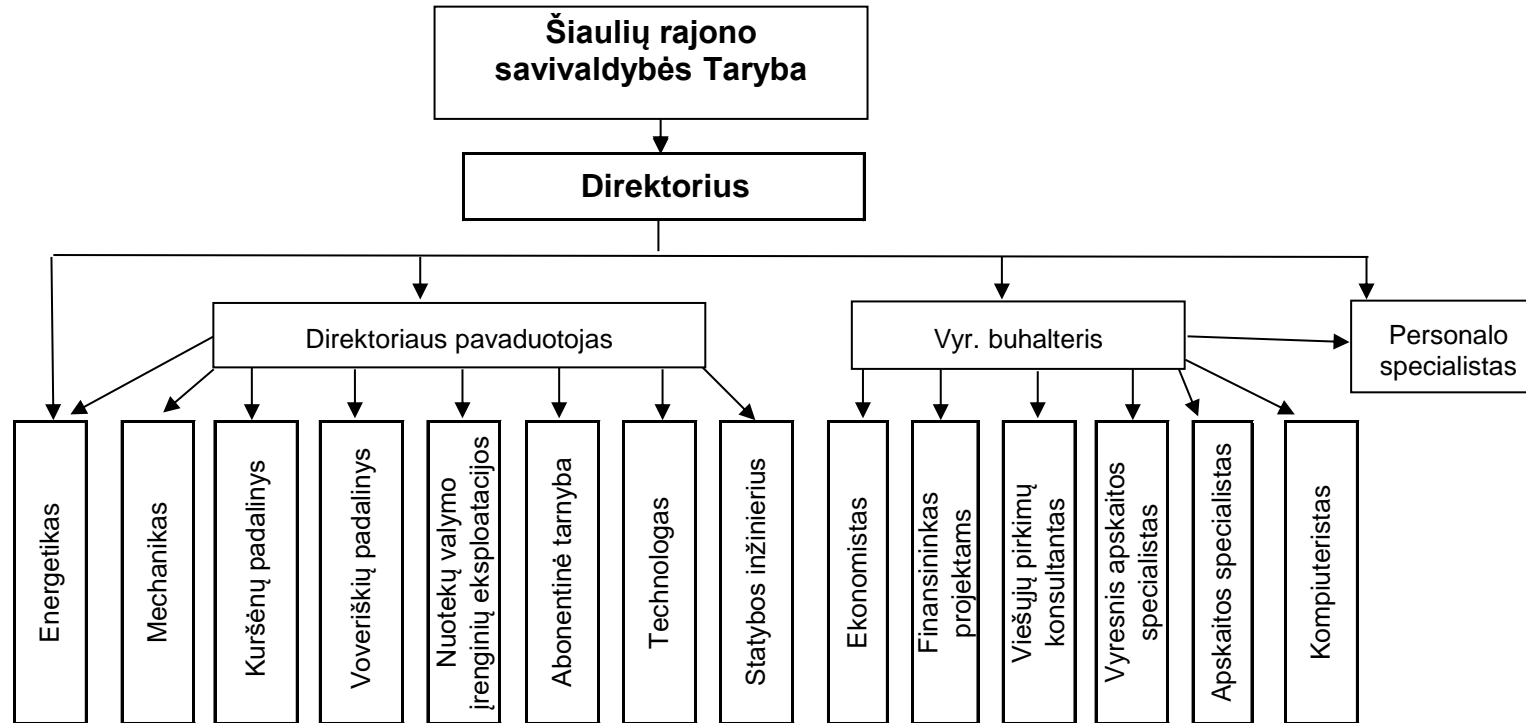 Šiaulių rajono
savivaldybės Taryba
Direktorius
Direktoriaus pavaduotojas
Vyr. buhalteris
Personalo
specialistas
Energetikas
Mechanikas
Kuršėnų padalinys
Voveriškių padalinys
Nuotekų valymo
įrenginių eksploatacijos
Abonentinė tarnyba
Technologas
Statybos inžinierius
Ekonomistas
Finansininkas
projektams
Viešųjų pirkimų
konsultantas
Vyresnis apskaitos
specialistas
Apskaitos specialistas
Kompiuteristas